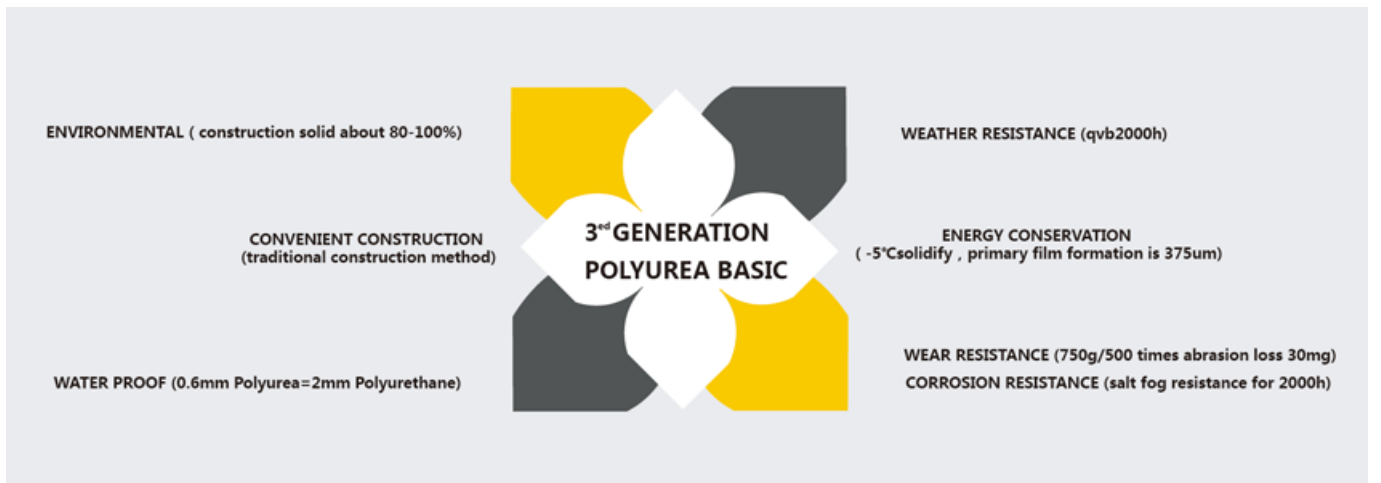 ENVIRONMENTAL ( construction solid about 80-100%)
CONVENIENT CONSTRUCTION
(traditional construction method)
WATER PROOF (0.6mm Polyurea=2mm Polyurethane)
3ed GENERATION
POLYUREA BASIC
WEATHER RESISTANCE (qvb2000h)
ENERGY CONSERVATION
( -5℃solidify , primary film formation is 375um)
WEAR RESISTANCE (750g/500 times abrasion loss 30mg)
CORROSION RESISTANCE (salt fog resistance for 2000h)